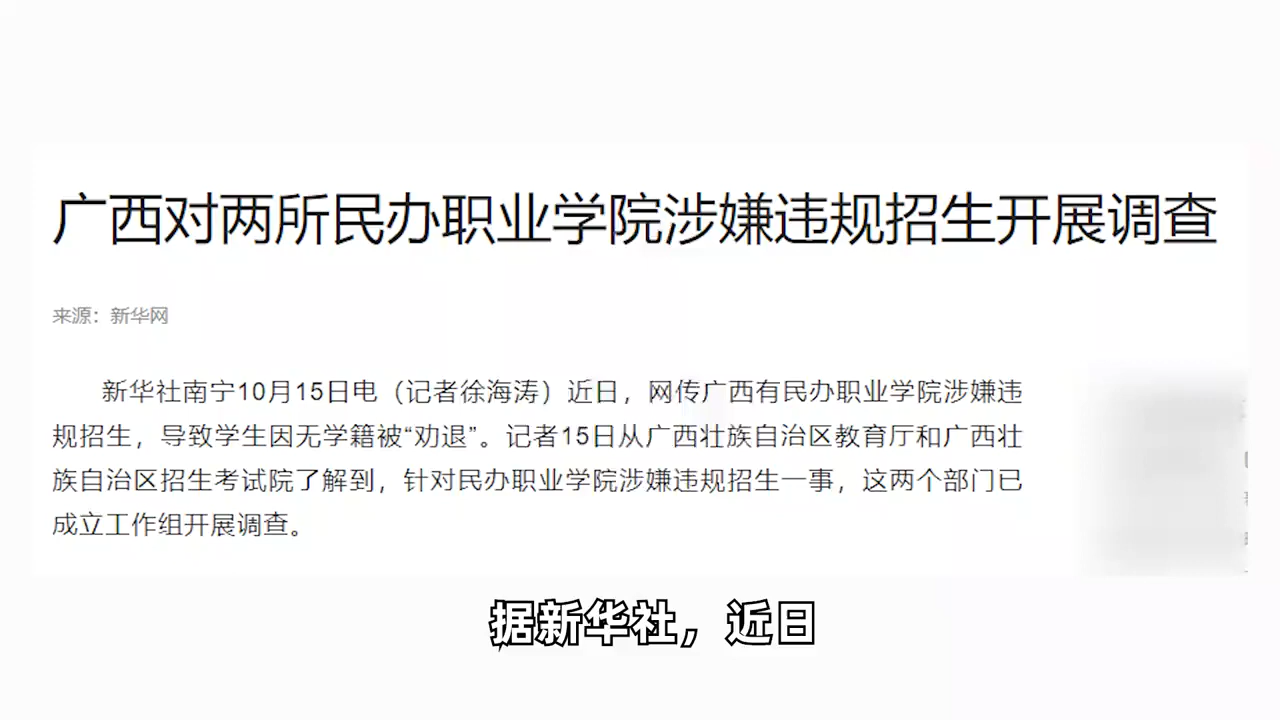 广西对两所民办职业学院涉嫌违规招生开展调查
来源：新华网
新华社南宁10月15日电（记者徐海涛）近日，网传广西有民办职业学院涉嫌违
规招生，导致学生因无学籍被“劝退”。记者15日从广西壮族自治区教育厅和广西壮
族自治区招生考试院了解到，针对民办职业学院涉嫌违规招生一事，这两个部门已
成立工作组开展调查。
据新华社，近日